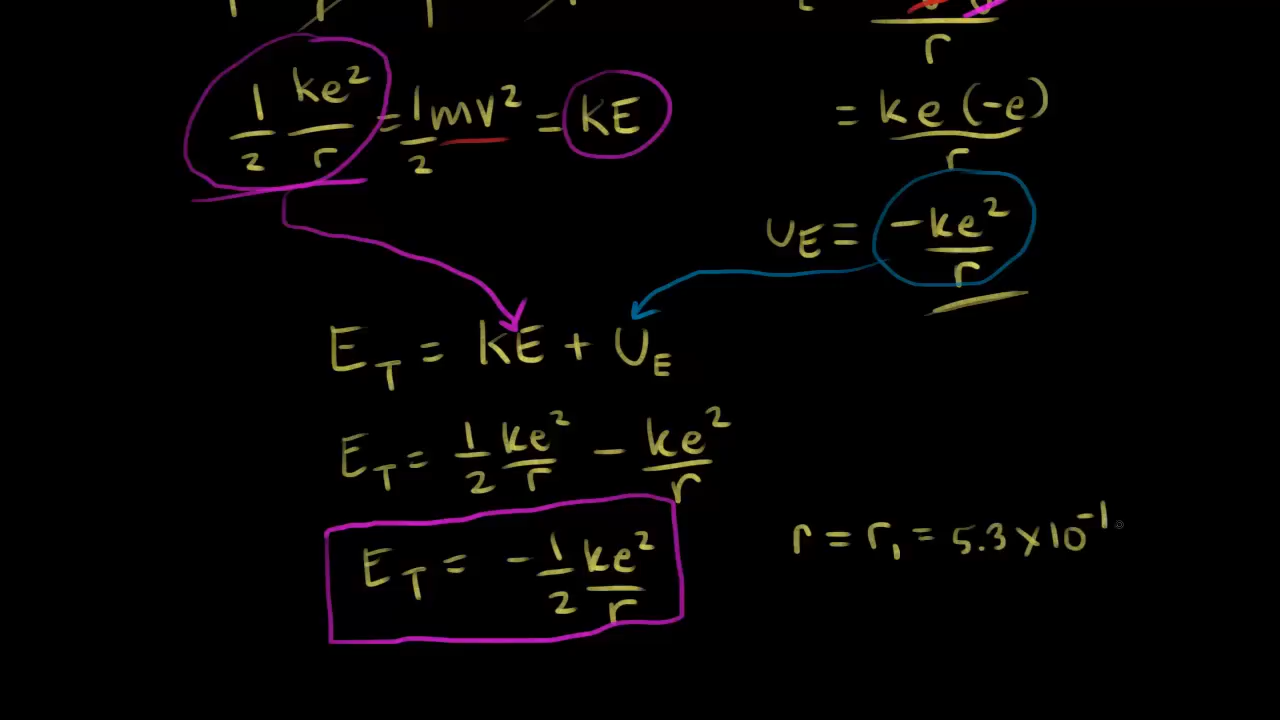 r
1/2 ke²/r = 1/2 mv² = KE
= ke(-e)/r
U_E = -ke²/r
E_T = KE + U_E
E_T = 1/2 ke²/r - ke²/r
E_T = -1/2 ke²/r
r = r₁ = 5.3 x 10⁻¹